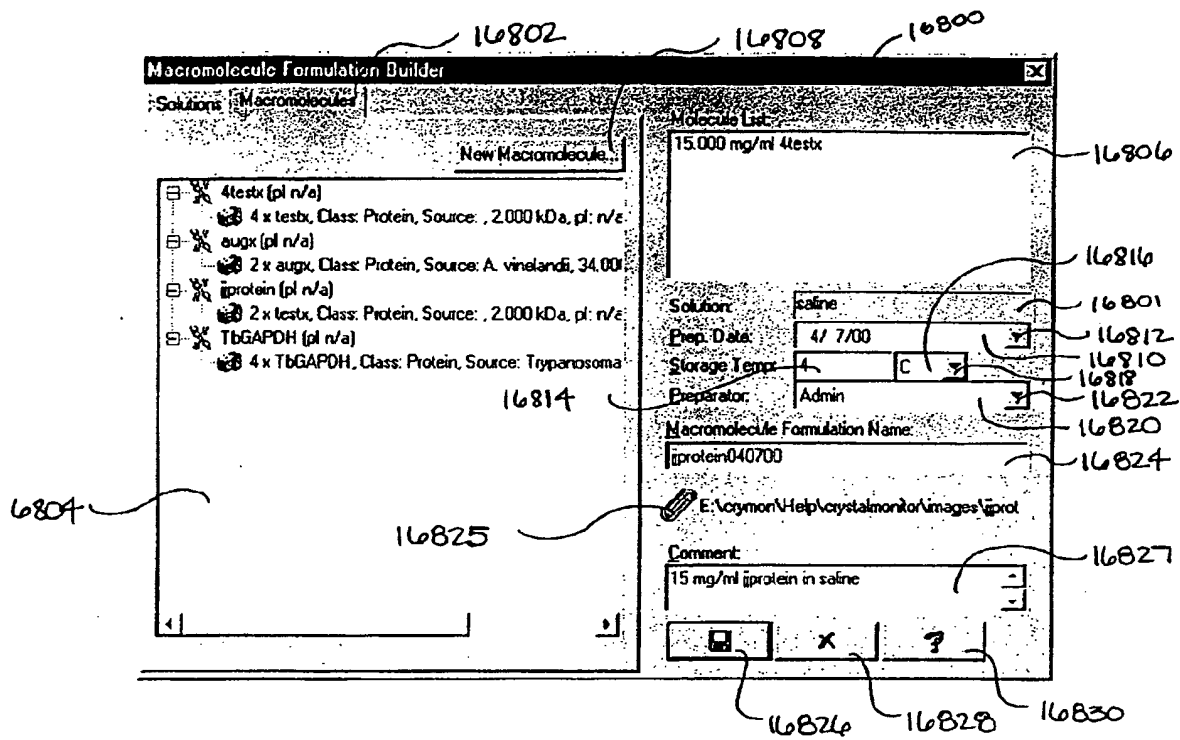 16802
16808
16800
Macromolecule Formulation Builder
Solutions Macromolecules
New Macromolecule...
4testx (pI n/a)
4 x testx, Class: Protein, Source: , 2.000 kDa, pI: n/a
augx (pI n/a)
2 x augx, Class: Protein, Source: A. vinelandii, 34.00
jjprotein (pI n/a)
2 x testx, Class: Protein, Source: , 2.000 kDa, pI: n/a
TbGAPDH (pI n/a)
4 x TbGAPDH, Class: Protein, Source: Trypanosoma
6804
Molecule List:
15.000 mg/ml 4testx
16806
16816
Solution: saline
16801
Prep. Date: 4/ 7/00
16812
16810
Storage Temp: 4 C
16818
16814
Preparator: Admin
16822
16820
Macromolecule Formulation Name:
jjprotein040700
16824
E:\crymon\Help\crystalmonitor\images\jjprot
16825
Comment:
15 mg/ml jjprotein in saline
16827
x ?
16826
16828
16830